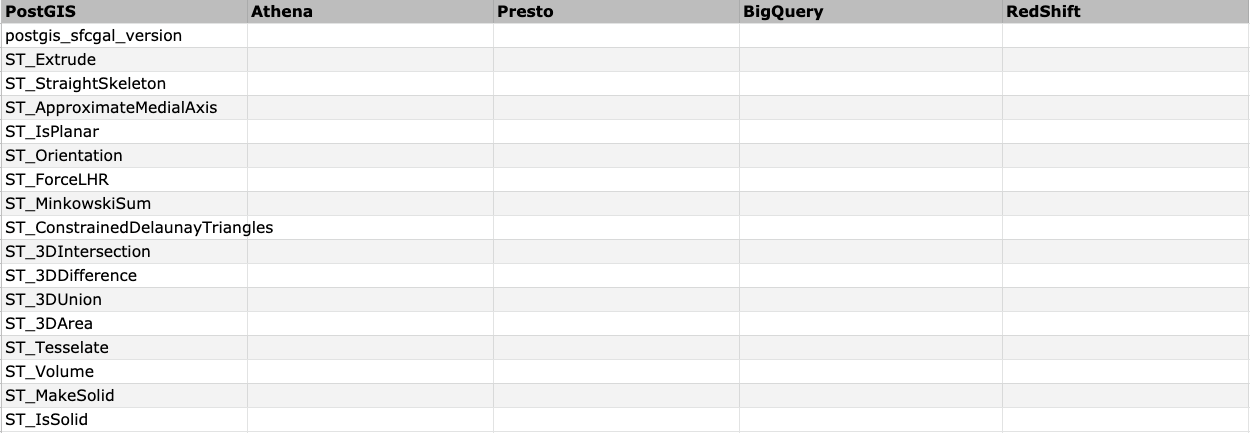 PostGIS Athena Presto BigQuery RedShift
postgis_sfcgal_version
ST_Extrude
ST_StraightSkeleton
ST_ApproximateMedialAxis
ST_IsPlanar
ST_Orientation
ST_ForceLHR
ST_MinkowskiSum
ST_ConstrainedDelaunayTriangles
ST_3DIntersection
ST_3DDifference
ST_3DUnion
ST_3DArea
ST_Tesselate
ST_Volume
ST_MakeSolid
ST_IsSolid